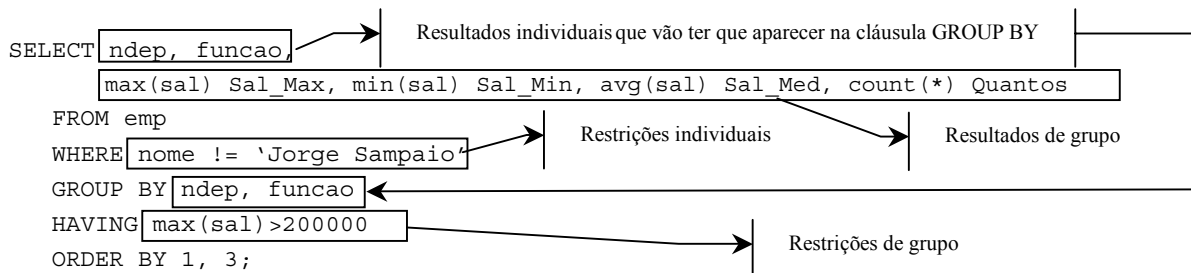 Resultados individuais que vão ter que aparecer na cláusula GROUP BY
SELECT ndep, funcao,
max(sal) Sal_Max, min(sal) Sal_Min, avg(sal) Sal_Med, count(*) Quantos
FROM emp
Restrições individuais
Resultados de grupo
WHERE nome != ‘Jorge Sampaio’
GROUP BY ndep, funcao
HAVING max(sal)>200000
Restrições de grupo
ORDER BY 1, 3;